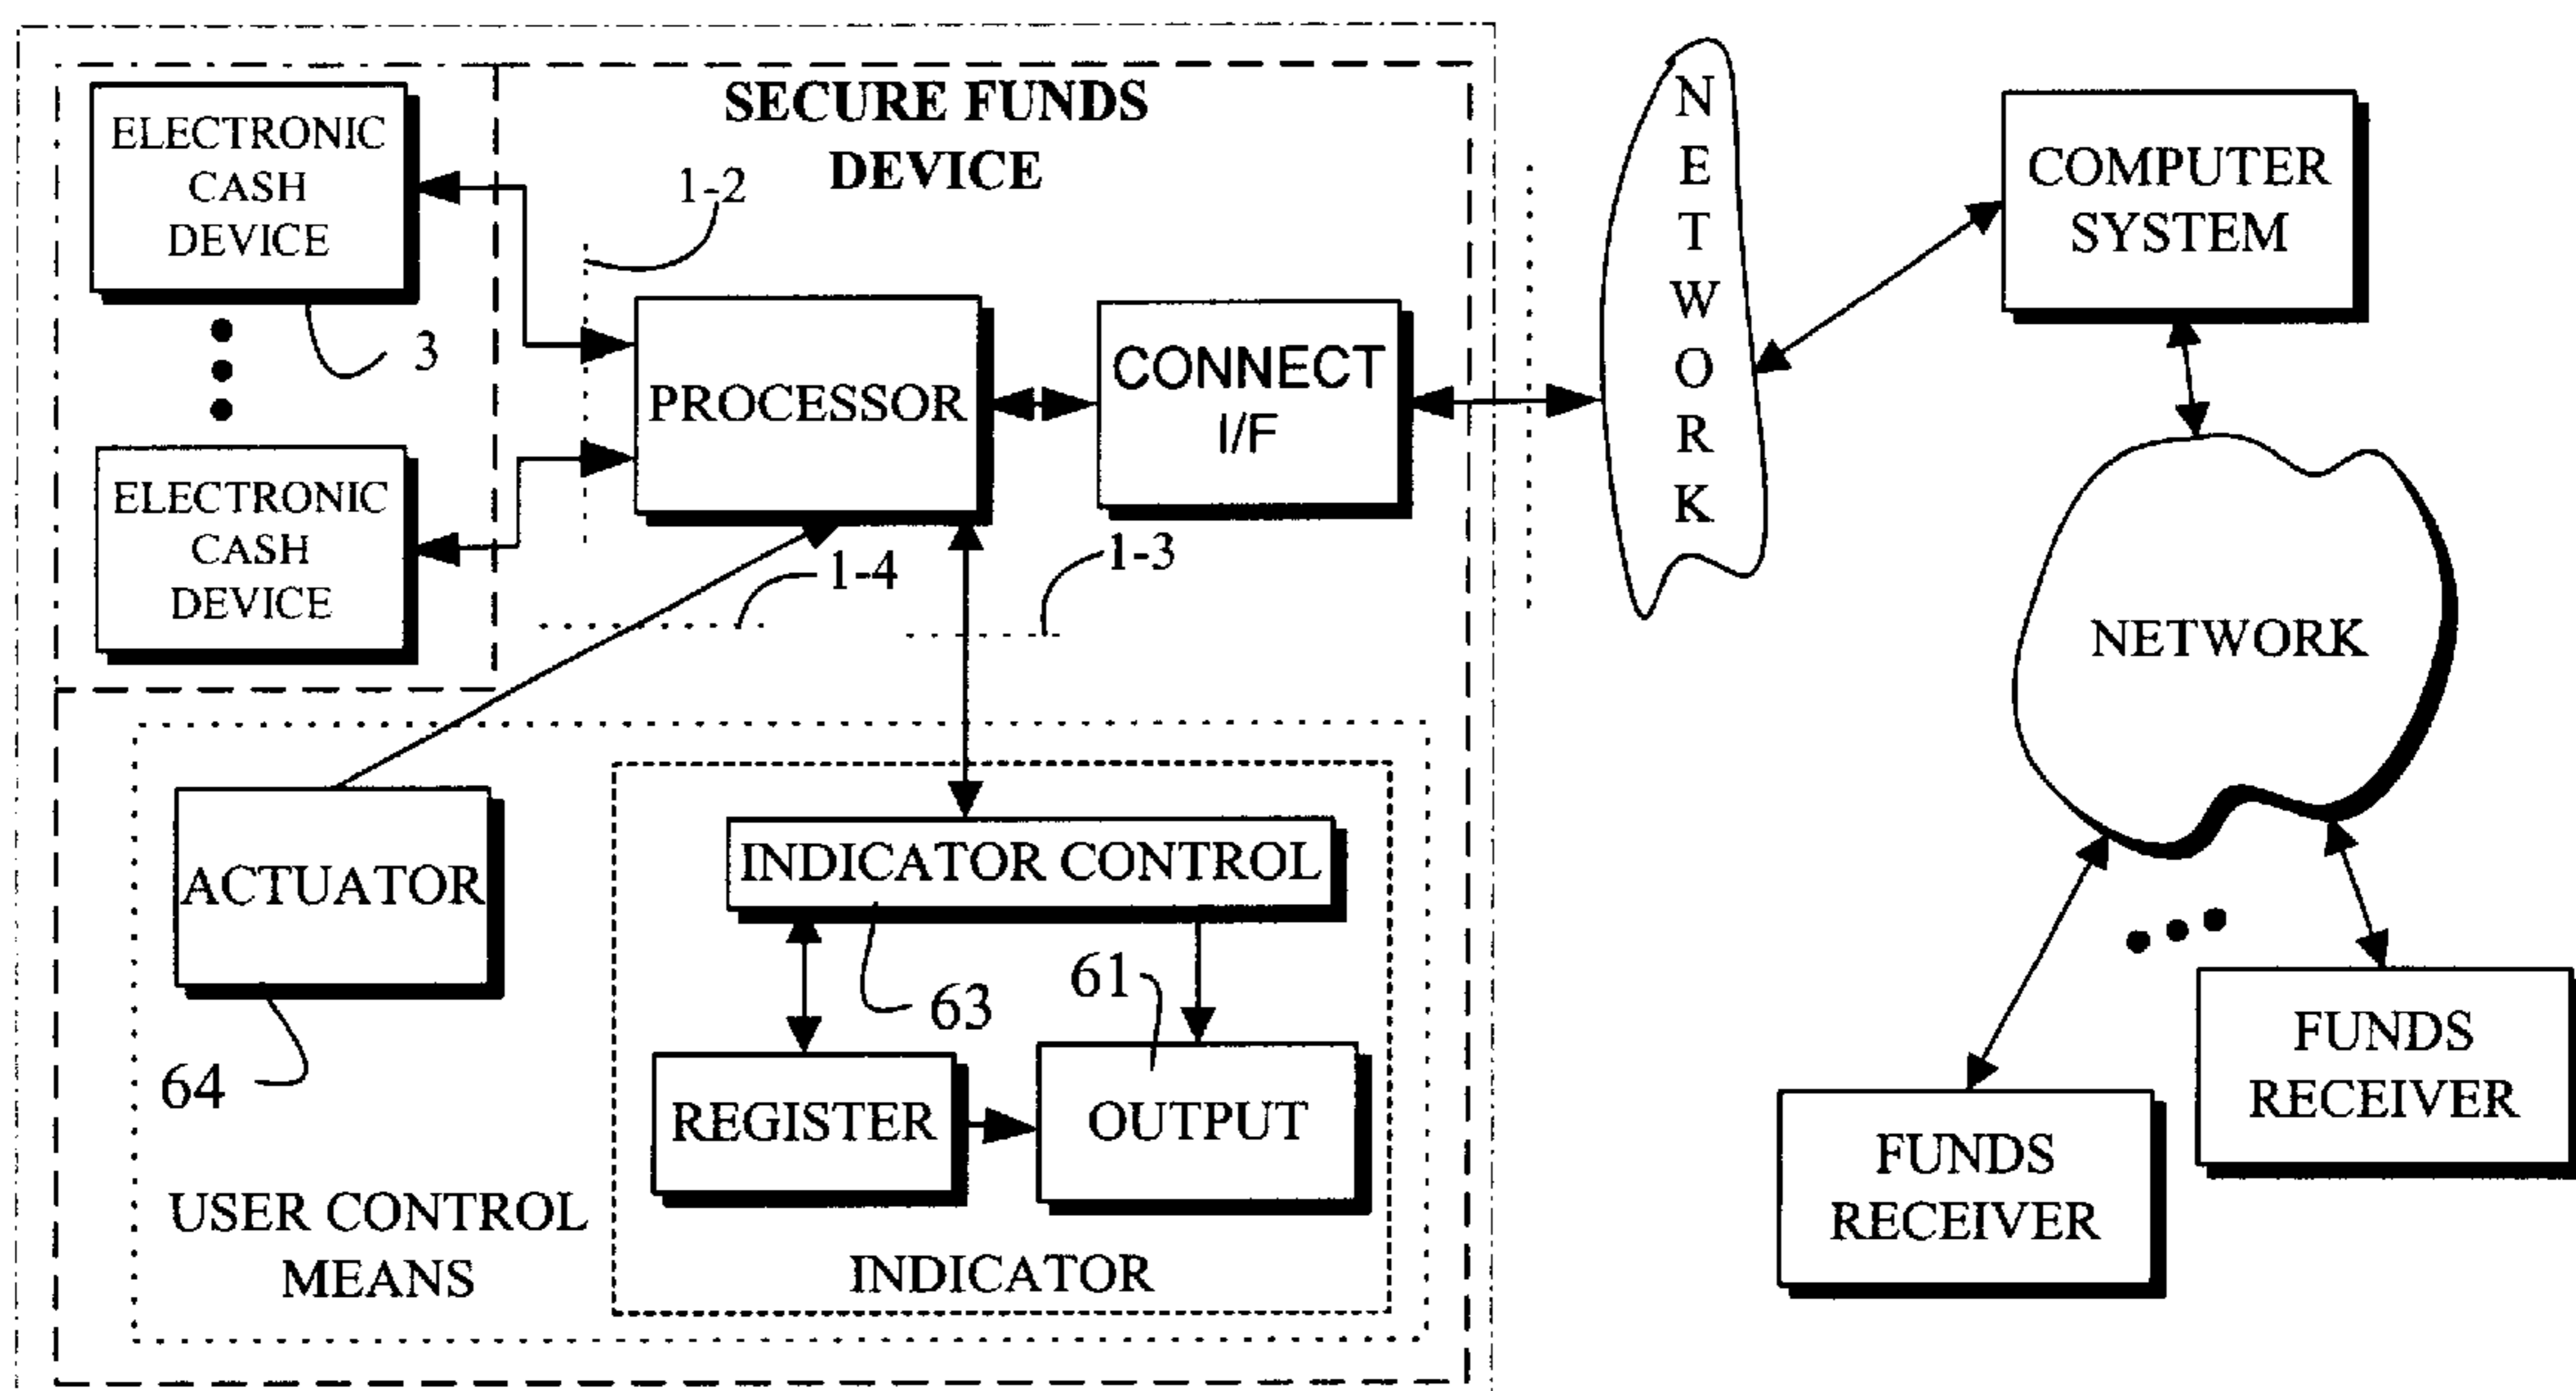 ELECTRONIC
CASH
DEVICE
3
ELECTRONIC
CASH
DEVICE
SECURE FUNDS
DEVICE
1-2
PROCESSOR
CONNECT
I/F
1-4
1-3
ACTUATOR
64
USER CONTROL
MEANS
INDICATOR CONTROL
63
61
REGISTER
OUTPUT
INDICATOR
NETWORK
COMPUTER
SYSTEM
NETWORK
FUNDS
RECEIVER
FUNDS
RECEIVER